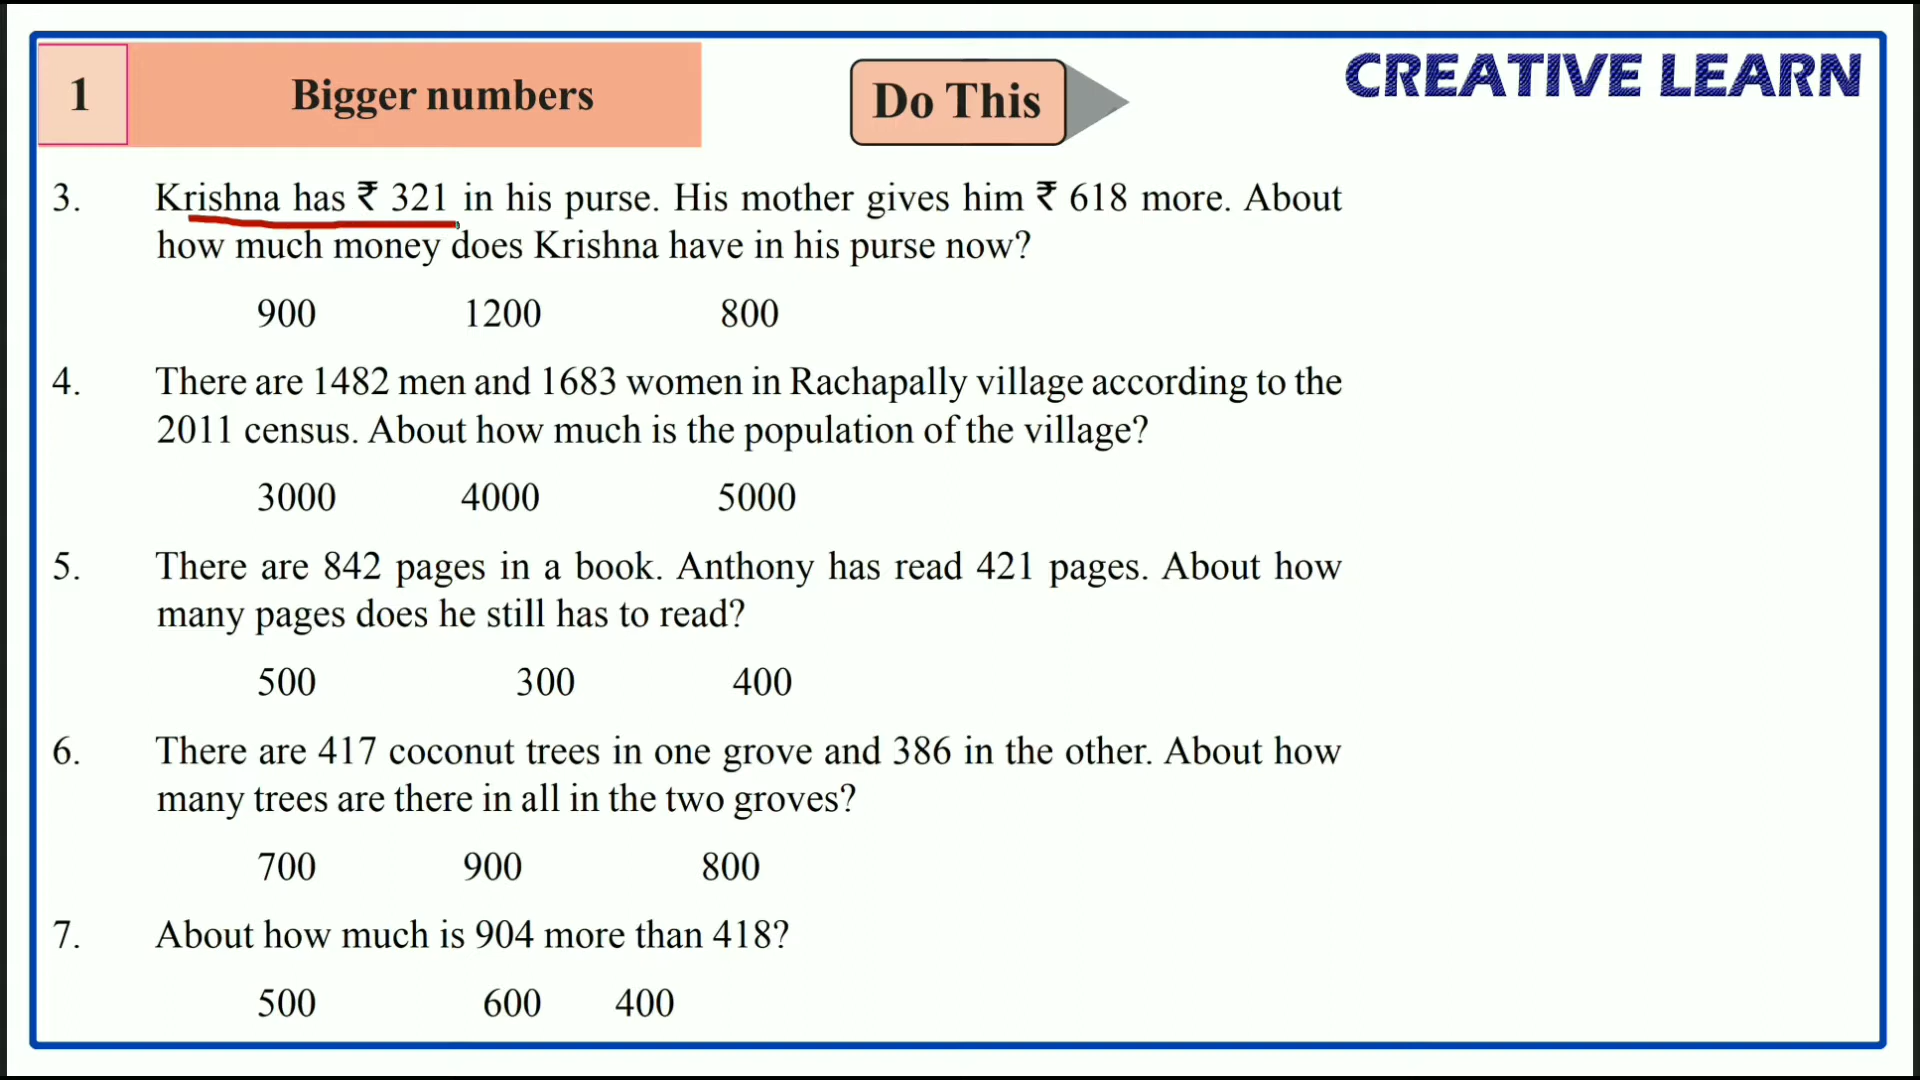 1 Bigger numbers Do This CREATIVE LEARN
3. Krishna has ₹ 321 in his purse. His mother gives him ₹ 618 more. About
how much money does Krishna have in his purse now?
900 1200 800
4. There are 1482 men and 1683 women in Rachapally village according to the
2011 census. About how much is the population of the village?
3000 4000 5000
5. There are 842 pages in a book. Anthony has read 421 pages. About how
many pages does he still has to read?
500 300 400
6. There are 417 coconut trees in one grove and 386 in the other. About how
many trees are there in all in the two groves?
700 900 800
7. About how much is 904 more than 418?
500 600 400